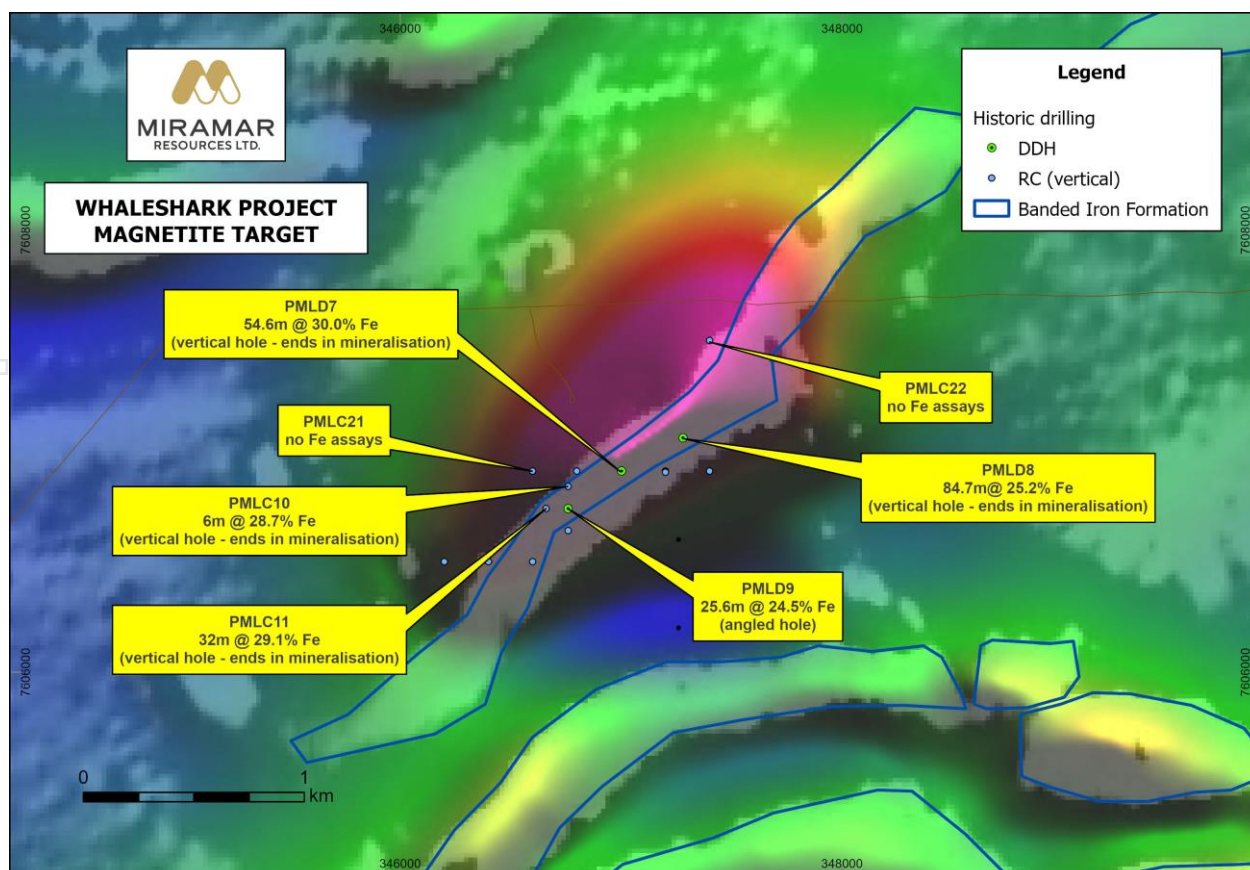 346000
348000
MIRAMAR
RESOURCES LTD.
Legend
Historic drilling
DDH
RC (vertical)
Banded Iron Formation
WHALESHARK PROJECT
MAGNETITE TARGET
7608000
7608000
PMLD7
54.6m @ 30.0% Fe
(vertical hole - ends in mineralisation)
PMLC22
no Fe assays
PMLC21
no Fe assays
PMLD8
84.7m@ 25.2% Fe
(vertical hole - ends in mineralisation)
PMLC10
6m @ 28.7% Fe
(vertical hole - ends in mineralisation)
PMLD9
25.6m @ 24.5% Fe
(angled hole)
PMLC11
32m @ 29.1% Fe
(vertical hole - ends in mineralisation)
7606000
7606000
0
1
km
346000
348000